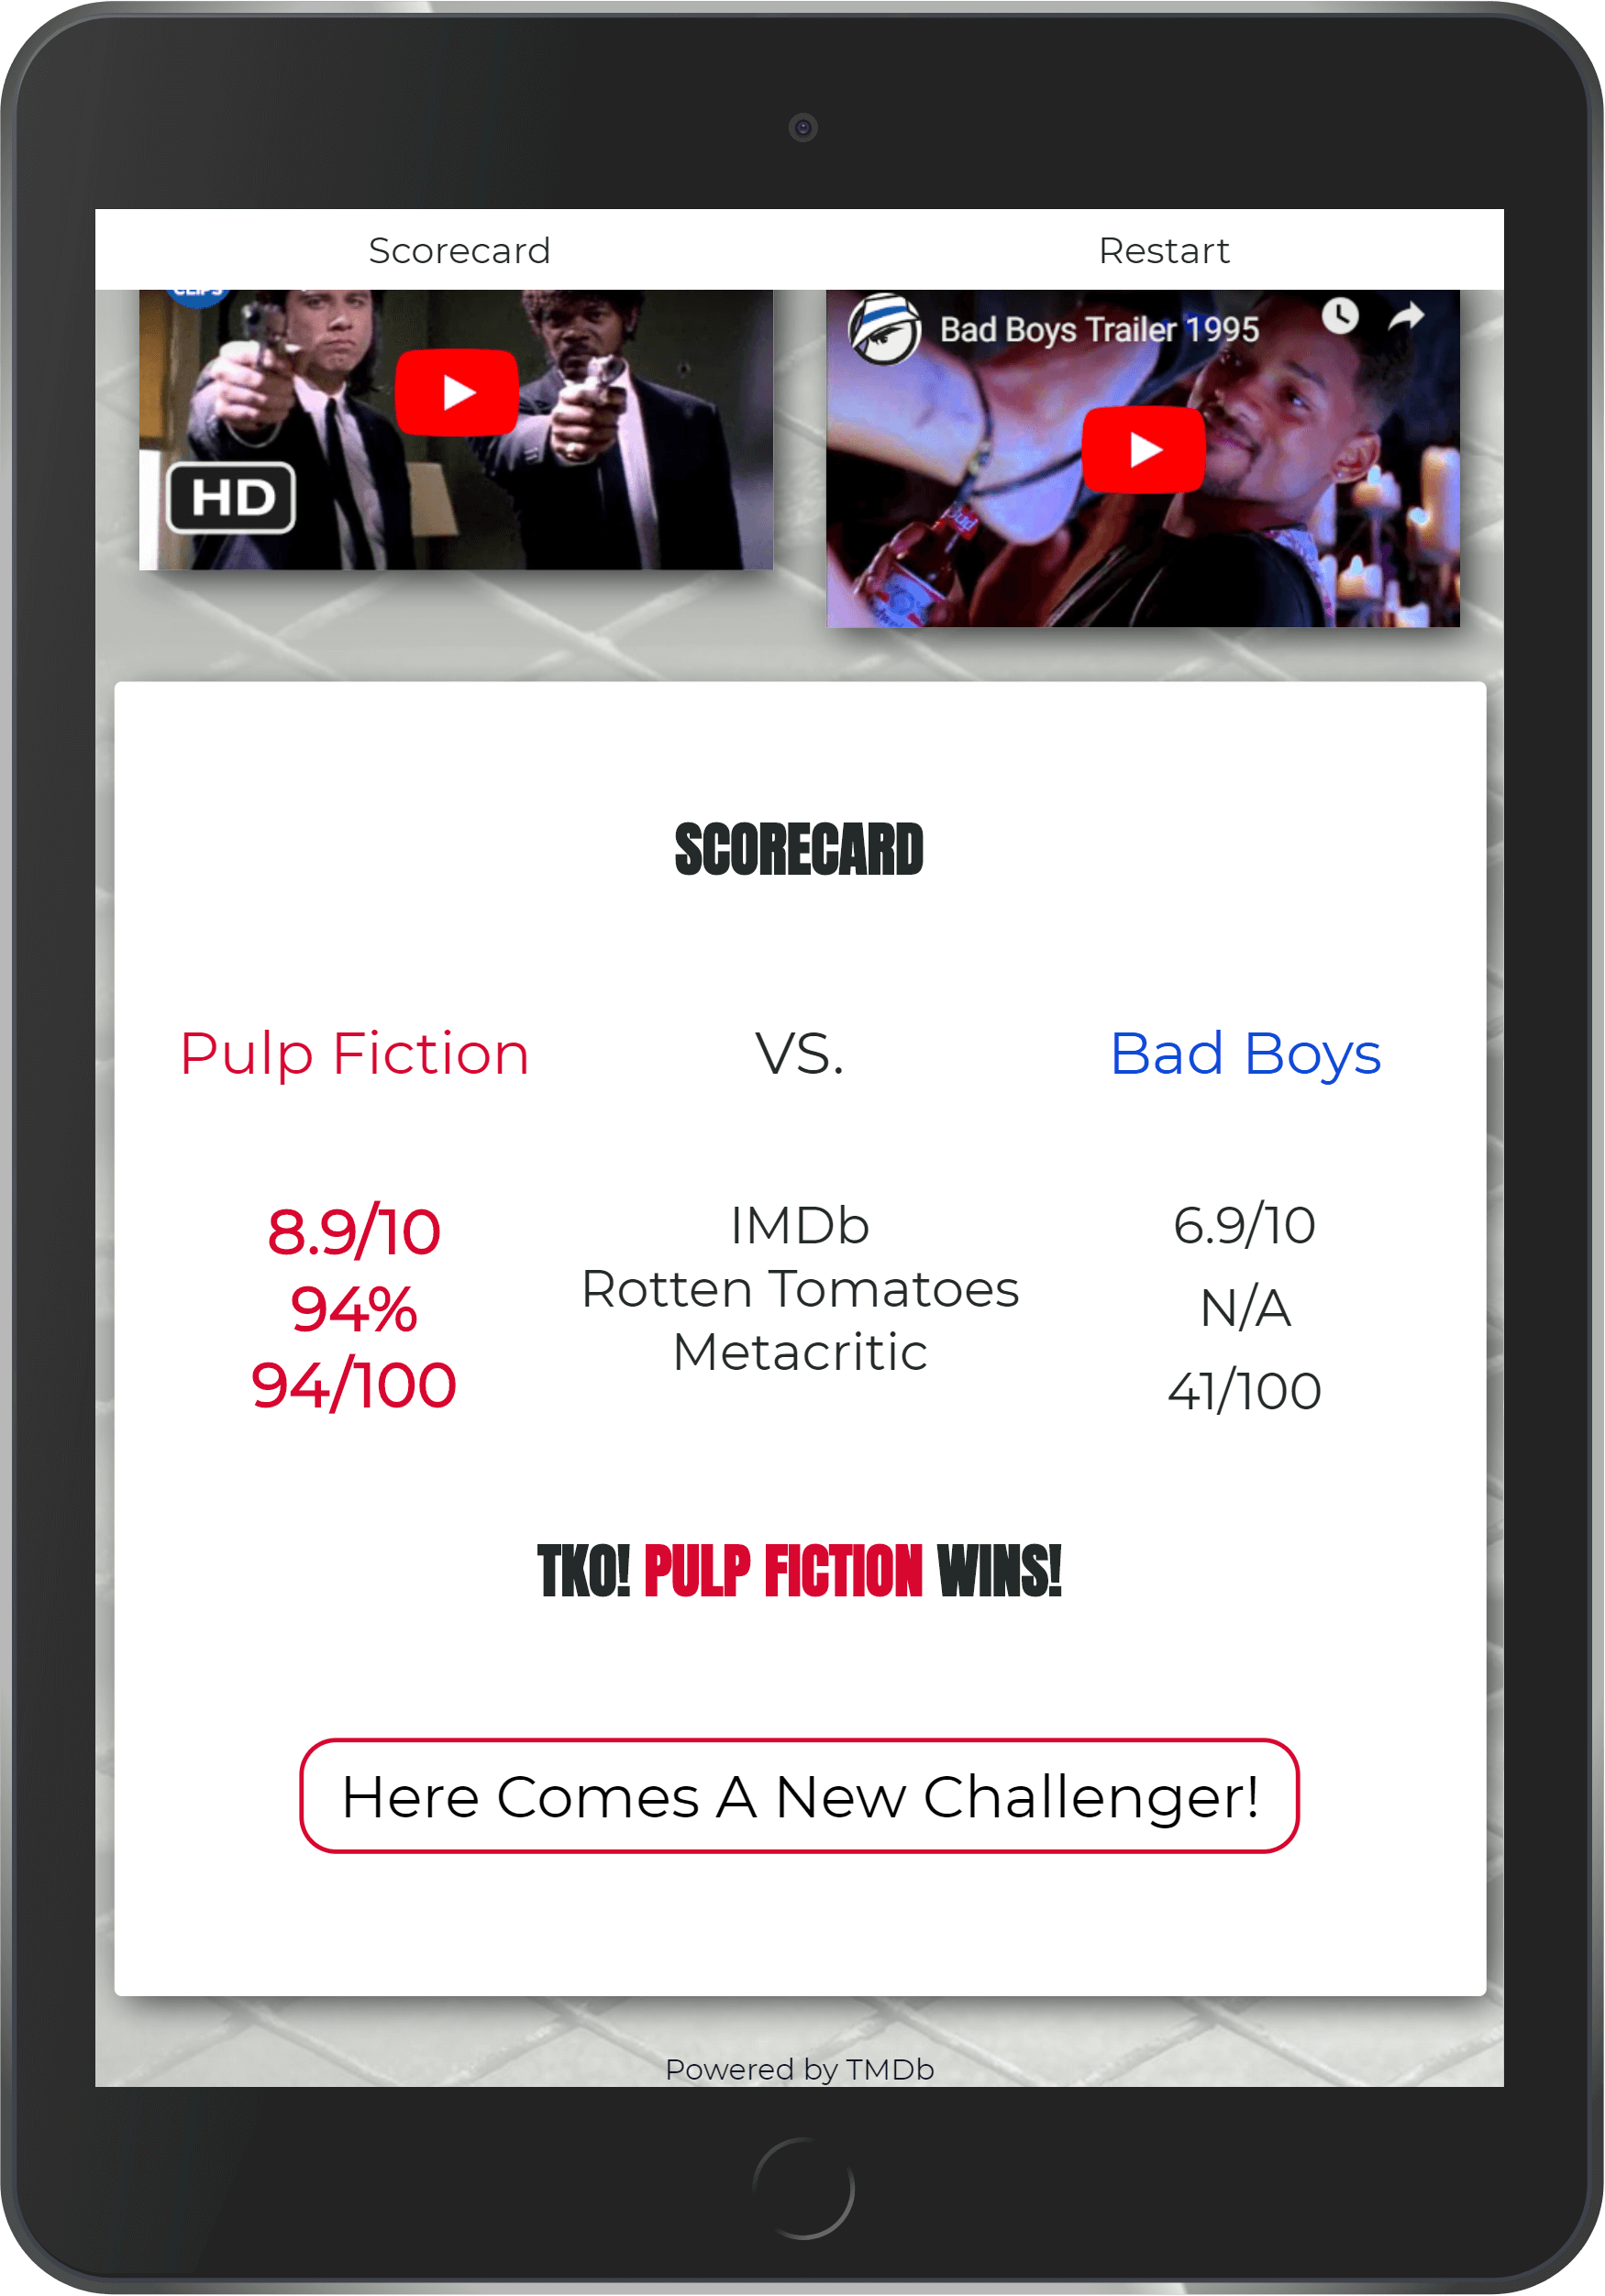 Scorecard Restart
CLIPS
Bad Boys Trailer 1995
HD
Bud
SCORECARD
Pulp Fiction VS. Bad Boys
8.9/10 IMDb 6.9/10
94% Rotten Tomatoes N/A
94/100 Metacritic 41/100
TKO! PULP FICTION WINS!
Here Comes A New Challenger!
Powered by TMDb